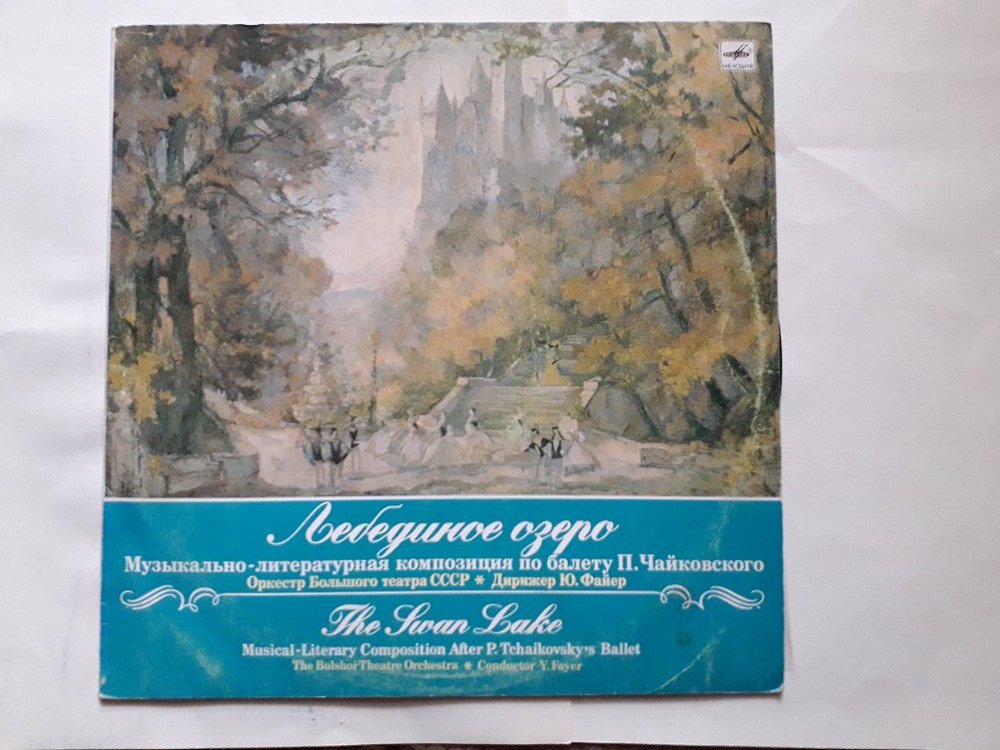 МЕЛОДИЯ
Лебединое озеро
Музыкально-литературная композиция по балету П. Чайковского
Оркестр Большого театра СССР * Дирижер Ю. Файер
The Swan Lake
Musical-Literary Composition After P. Tchaikovsky's Ballet
The Bolshoi Theatre Orchestra * Conductor Y. Fayer